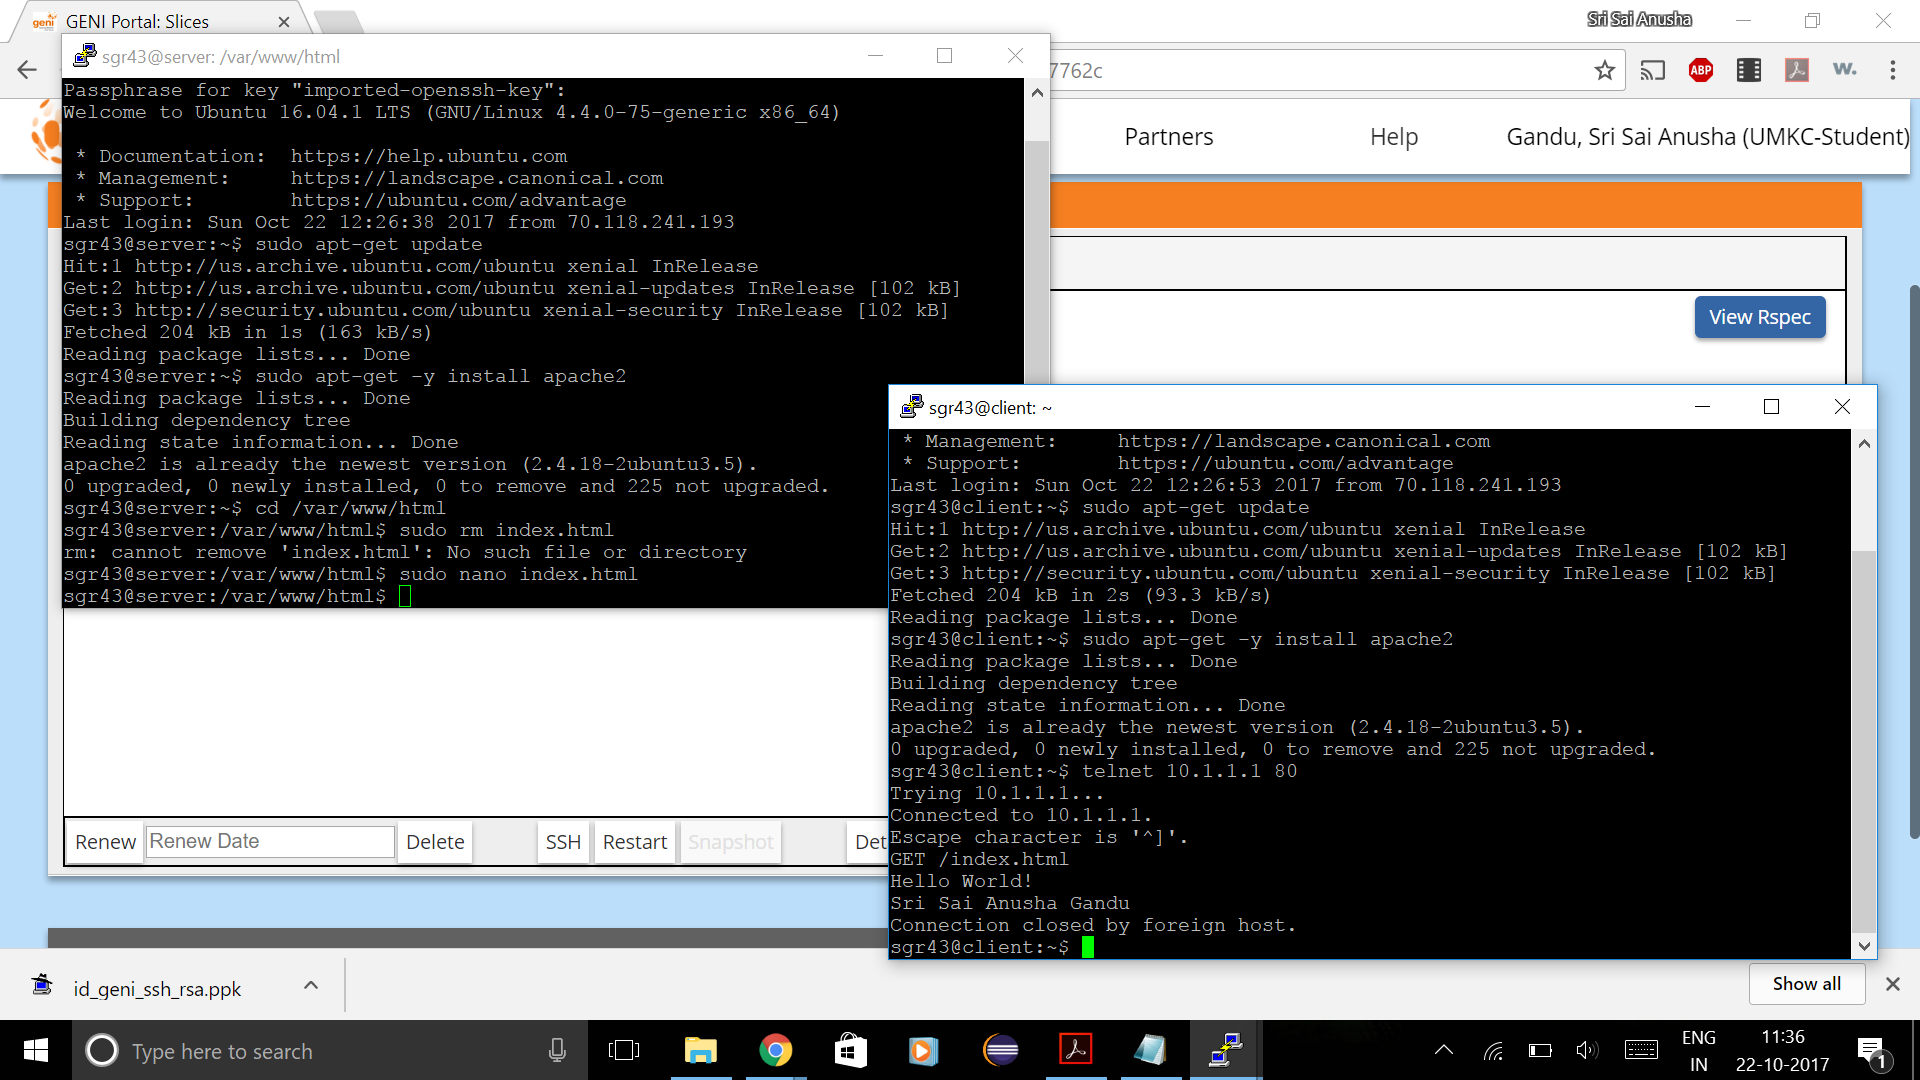 geni
GENI Portal: Slices
Sri Sai Anusha
sgr43@server: /var/www/html
7762c
ABP
w.
Partners
Help
Gandu, Sri Sai Anusha (UMKC-Student)
View Rspec
Passphrase for key "imported-openssh-key":
Welcome to Ubuntu 16.04.1 LTS (GNU/Linux 4.4.0-75-generic x86_64)
* Documentation:  https://help.ubuntu.com
* Management:     https://landscape.canonical.com
* Support:        https://ubuntu.com/advantage
Last login: Sun Oct 22 12:26:38 2017 from 70.118.241.193
sgr43@server:~$ sudo apt-get update
Hit:1 http://us.archive.ubuntu.com/ubuntu xenial InRelease
Get:2 http://us.archive.ubuntu.com/ubuntu xenial-updates InRelease [102 kB]
Get:3 http://security.ubuntu.com/ubuntu xenial-security InRelease [102 kB]
Fetched 204 kB in 1s (163 kB/s)
Reading package lists... Done
sgr43@server:~$ sudo apt-get -y install apache2
Reading package lists... Done
Building dependency tree
Reading state information... Done
apache2 is already the newest version (2.4.18-2ubuntu3.5).
0 upgraded, 0 newly installed, 0 to remove and 225 not upgraded.
sgr43@server:~$ cd /var/www/html
sgr43@server:/var/www/html$ sudo rm index.html
rm: cannot remove 'index.html': No such file or directory
sgr43@server:/var/www/html$ sudo nano index.html
sgr43@server:/var/www/html$
sgr43@client: ~
* Management:     https://landscape.canonical.com
* Support:        https://ubuntu.com/advantage
Last login: Sun Oct 22 12:26:53 2017 from 70.118.241.193
sgr43@client:~$ sudo apt-get update
Hit:1 http://us.archive.ubuntu.com/ubuntu xenial InRelease
Get:2 http://us.archive.ubuntu.com/ubuntu xenial-updates InRelease [102 kB]
Get:3 http://security.ubuntu.com/ubuntu xenial-security InRelease [102 kB]
Fetched 204 kB in 2s (93.3 kB/s)
Reading package lists... Done
sgr43@client:~$ sudo apt-get -y install apache2
Reading package lists... Done
Building dependency tree
Reading state information... Done
apache2 is already the newest version (2.4.18-2ubuntu3.5).
0 upgraded, 0 newly installed, 0 to remove and 225 not upgraded.
sgr43@client:~$ telnet 10.1.1.1 80
Trying 10.1.1.1...
Connected to 10.1.1.1.
Escape character is '^]'.
GET /index.html
Hello World!
Sri Sai Anusha Gandu
Connection closed by foreign host.
sgr43@client:~$
Renew Renew Date Delete SSH Restart Snapshot Det
id_geni_ssh_rsa.ppk
Show all
Type here to search
ENG
IN
11:36
22-10-2017
1